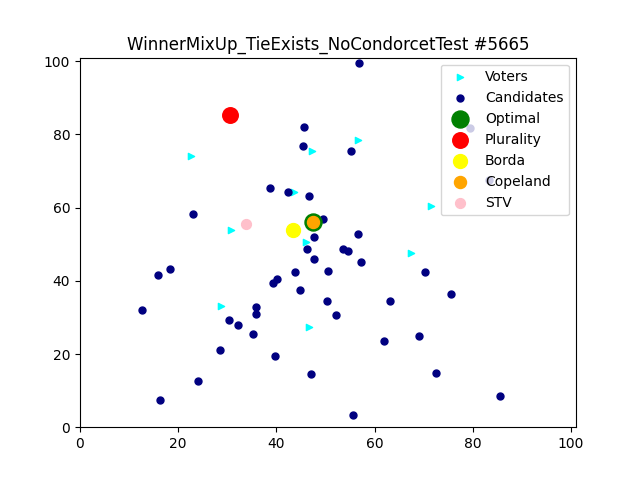 WinnerMixUp_TieExists_NoCondorcetTest #5665
100
80
60
40
20
0
0 20 40 60 80 100
Voters
Candidates
Optimal
Plurality
Borda
Copeland
STV